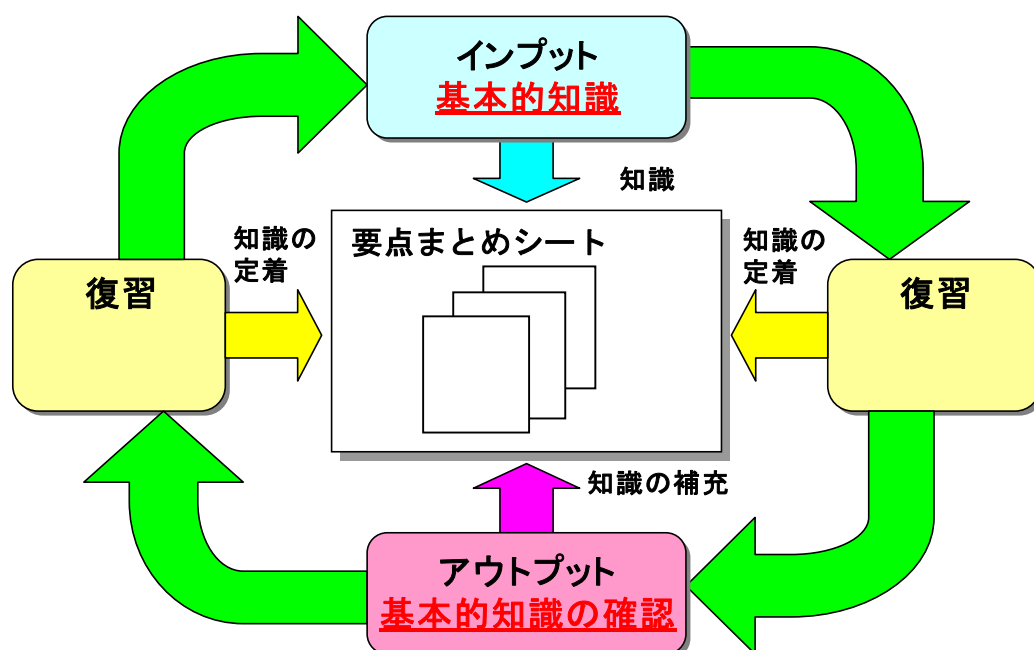 インプット
基本的知識
知識
要点まとめシート
知識の
定着
知識の
定着
復習
復習
知識の補充
アウトプット
基本的知識の確認